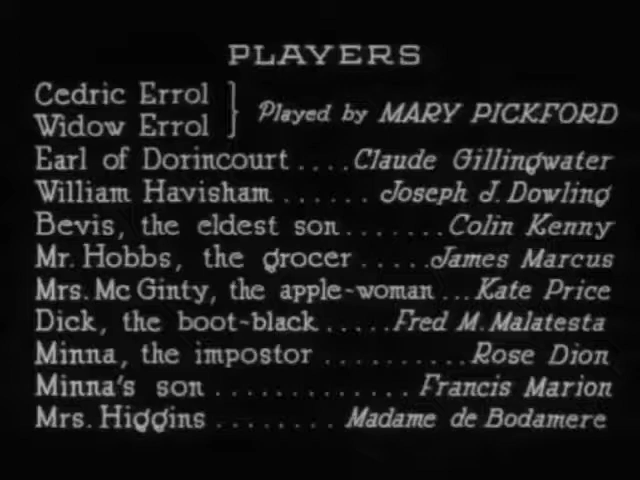 PLAYERS
Cedric Errol
Widow Errol } Played by MARY PICKFORD
Earl of Dorincourt .... Claude Gillingwater
William Havisham ...... Joseph J. Dowling
Bevis, the eldest son ....... Colin Kenny
Mr. Hobbs, the grocer ..... James Marcus
Mrs. Mc Ginty, the apple-woman ... Kate Price
Dick, the boot-black ..... Fred M. Malatesta
Minna, the impostor .......... Rose Dion
Minna's son ............. Francis Marion
Mrs. Higgins ........ Madame de Bodamere